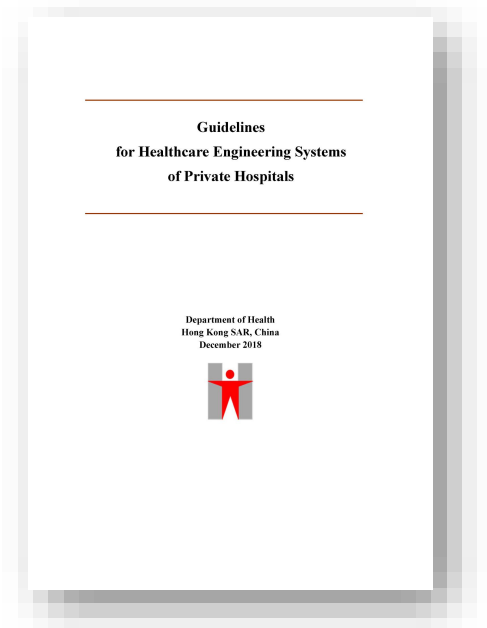 Guidelines
for Healthcare Engineering Systems
of Private Hospitals
Department of Health
Hong Kong SAR, China
December 2018